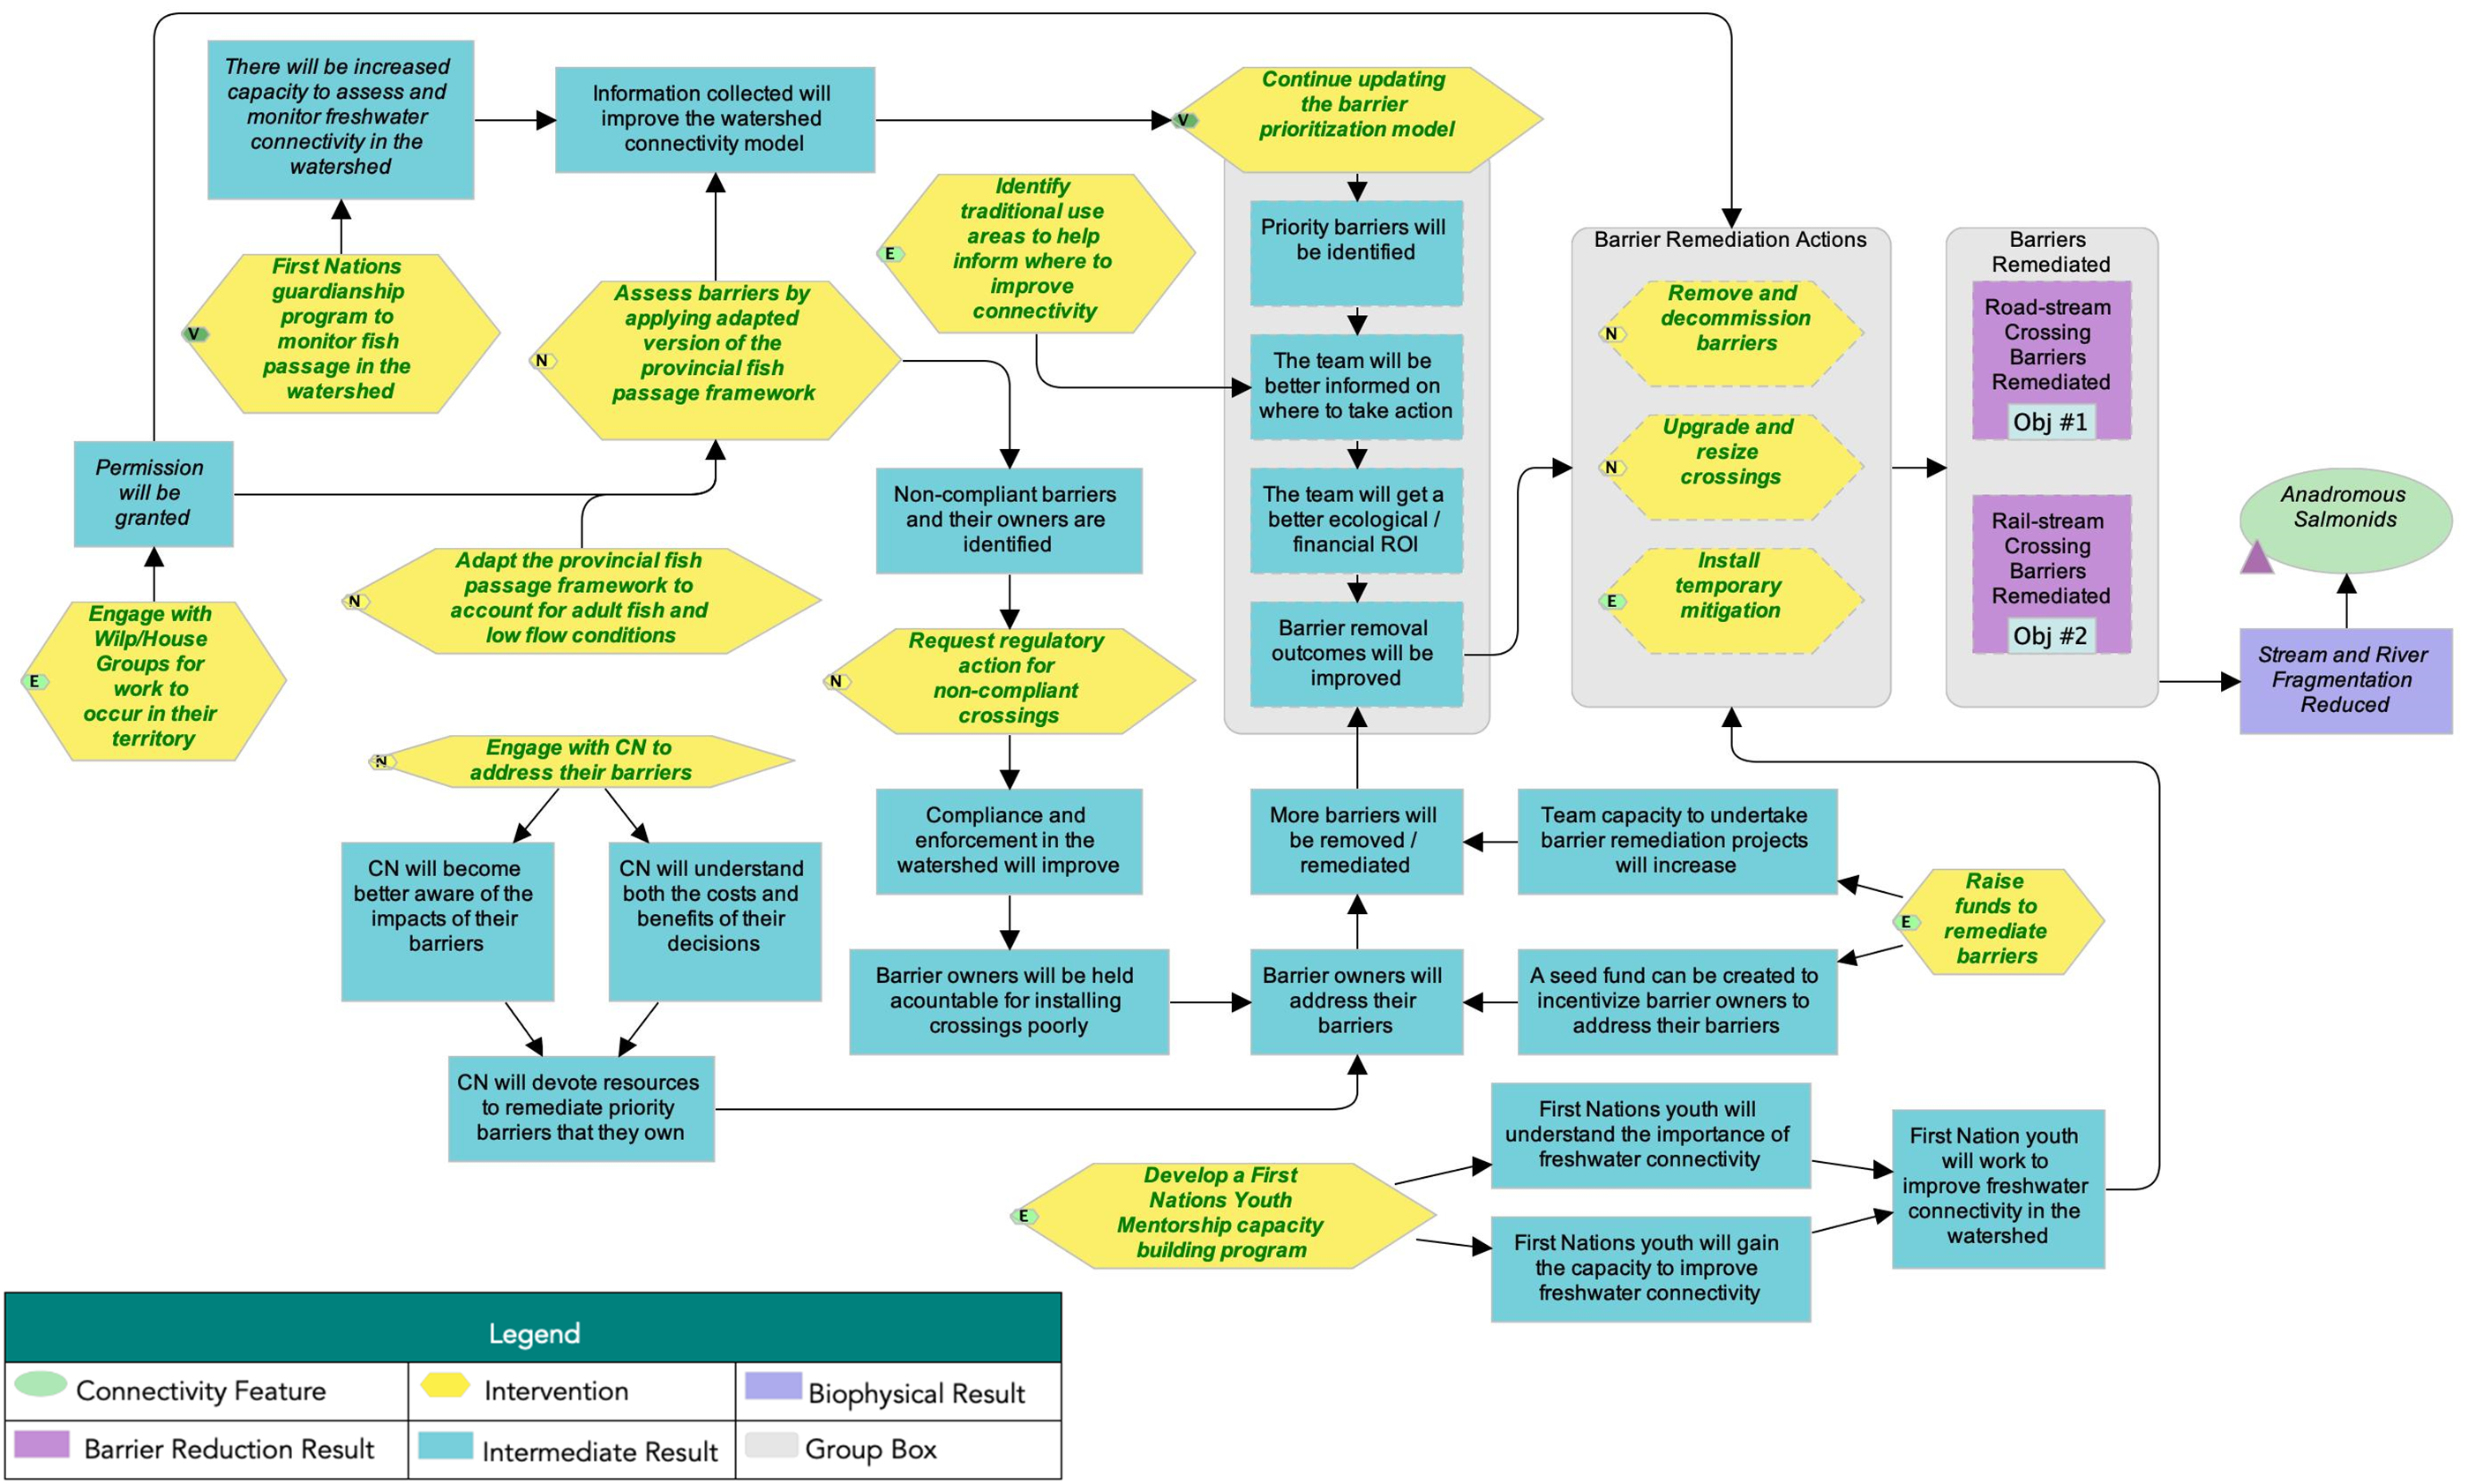 There will be increased
capacity to assess and
monitor freshwater
connectivity in the
watershed
Information collected will
improve the watershed
connectivity model
V
Continue updating
the barrier
prioritization model
E
Identify
traditional use
areas to help
inform where to
improve
connectivity
Priority barriers will
be identified
The team will be
better informed on
where to take action
The team will get a
better ecological /
financial ROI
Barrier removal
outcomes will be
improved
Barrier Remediation Actions
N
Remove and
decommission
barriers
N
Upgrade and
resize
crossings
E
Install
temporary
mitigation
Barriers
Remediated
Road-stream
Crossing
Barriers
Remediated
Obj #1
Rail-stream
Crossing
Barriers
Remediated
Obj #2
Anadromous
Salmonids
Stream and River
Fragmentation
Reduced
V
First Nations
guardianship
program to
monitor fish
passage in the
watershed
N
Assess barriers by
applying adapted
version of the
provincial fish
passage framework
Permission
will be
granted
Non-compliant barriers
and their owners are
identified
N
Adapt the provincial fish
passage framework to
account for adult fish and
low flow conditions
E
Engage with
Wilp/House
Groups for
work to
occur in their
territory
N
Request regulatory
action for
non-compliant
crossings
N
Engage with CN to
address their barriers
CN will become
better aware of the
impacts of their
barriers
CN will understand
both the costs and
benefits of their
decisions
Compliance and
enforcement in the
watershed will improve
More barriers will
be removed /
remediated
Team capacity to undertake
barrier remediation projects
will increase
E
Raise
funds to
remediate
barriers
Barrier owners will be held
acountable for installing
crossings poorly
Barrier owners will
address their
barriers
A seed fund can be created to
incentivize barrier owners to
address their barriers
CN will devote resources
to remediate priority
barriers that they own
E
Develop a First
Nations Youth
Mentorship capacity
building program
First Nations youth will
understand the importance of
freshwater connectivity
First Nations youth will gain
the capacity to improve
freshwater connectivity
First Nation youth
will work to
improve freshwater
connectivity in the
watershed
Legend
Connectivity Feature
Intervention
Biophysical Result
Barrier Reduction Result
Intermediate Result
Group Box